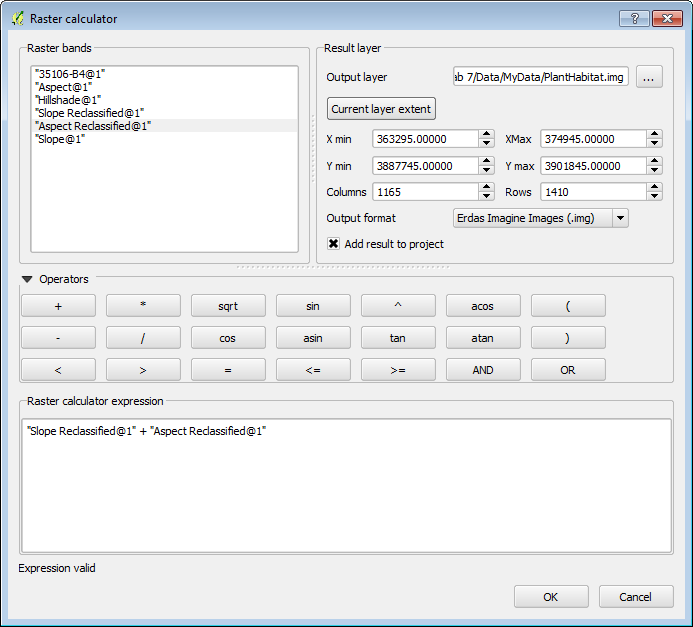 Raster calculator
?
Raster bands
"35106-B4@1"
"Aspect@1"
"Hillshade@1"
"Slope Reclassified@1"
"Aspect Reclassified@1"
"Slope@1"
Result layer
Output layer
ab 7/Data/MyData/PlantHabitat.img
...
Current layer extent
X min 363295.00000 XMax 374945.00000
Y min 3887745.00000 Y max 3901845.00000
Columns 1165 Rows 1410
Output format Erdas Imagine Images (.img)
Add result to project
Operators
+ * sqrt sin ^ acos (
- / cos asin tan atan )
< > = <= >= AND OR
Raster calculator expression
"Slope Reclassified@1" + "Aspect Reclassified@1"
Expression valid
OK Cancel